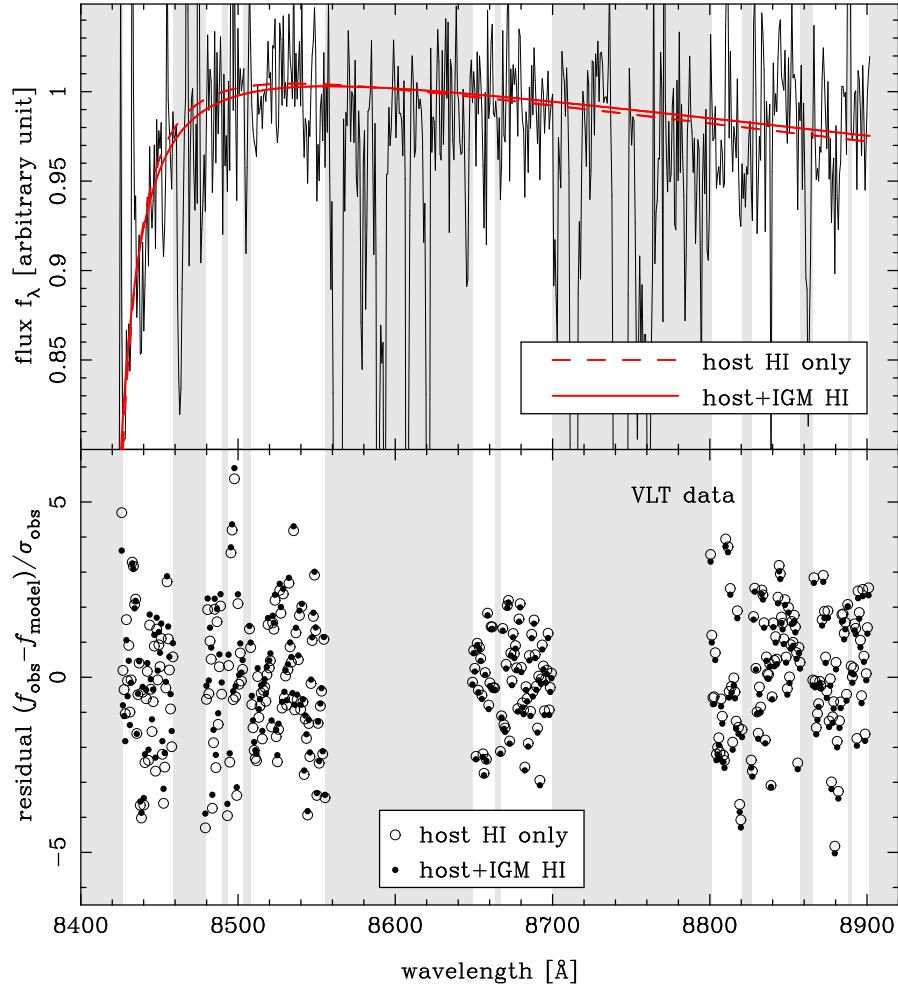 flux f_λ [arbitrary unit]
1
0.95
0.9
0.85
host HI only
host+IGM HI
VLT data
residual (f_obs−f_model)/σ_obs
5
0
−5
host HI only
host+IGM HI
8400 8500 8600 8700 8800 8900
wavelength [Å]